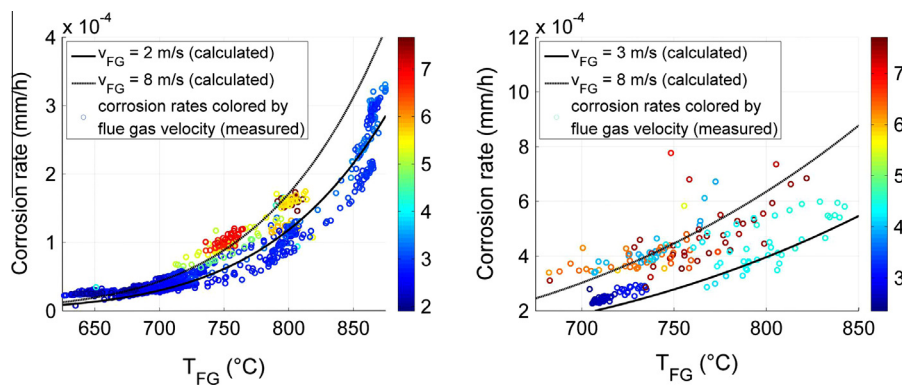 x 10⁻⁴
v_FG = 2 m/s (calculated)
v_FG = 8 m/s (calculated)
corrosion rates colored by
flue gas velocity (measured)
Corrosion rate (mm/h)
4
3
2
1
0
650 700 750 800 850
T_FG (°C)
7
6
5
4
3
2
x 10⁻⁴
v_FG = 3 m/s (calculated)
v_FG = 8 m/s (calculated)
corrosion rates colored by
flue gas velocity (measured)
Corrosion rate (mm/h)
12
10
8
6
4
2
700 750 800 850
T_FG (°C)
7
6
5
4
3